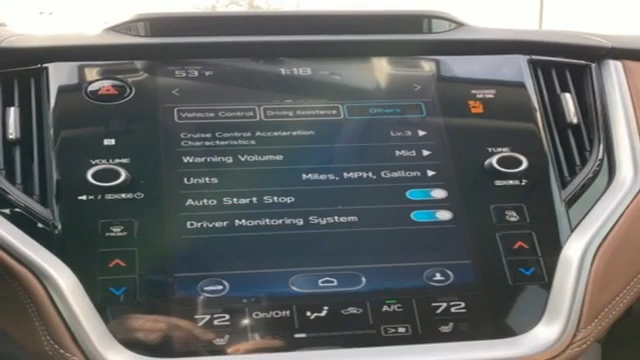 53°F 1:18
Vehicle Control Driving Assistance Others
Cruise Control Acceleration Characteristics Lv.3
Warning Volume Mid
Units Miles, MPH, Gallon
Auto Start Stop
Driver Monitoring System
VOLUME
TUNE
FRONT
72 On/Off A/C 72